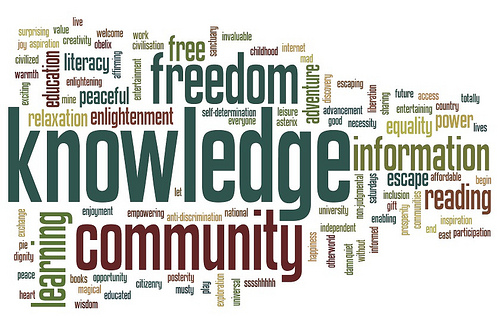 live
surprising
value
welcome
work
sanctuary
invaluable
joy
aspiration
creativity
obelix
civilisation
free
childhood
internet
civilized
education
literacy
affirming
entertainment
freedom
mad
warmth
enlightening
discovery
escaping
exciting
mine
peaceful
adventure
liberation
sharing
future
access
totally
relaxation
enlightenment
self-determination
everyone
leisure
asterix
advancement
good
necessity
entertaining
country
equality
power
lives
knowledge
information
let
non-judgmental
saturdays
escape
affordable
begin
inclusion
gift
prosperity
communities
reading
exchange
learning
enjoyment
empowering
anti-discrimination
national
university
enabling
inspiration
pie
dignity
community
happiness
independent
otherworld
damn quiet
without
informed
end
east
participation
peace
books
opportunity
citizenry
posterity
play
exploration
universal
sssshhhhh
heart
magical
educated
musty
wisdom